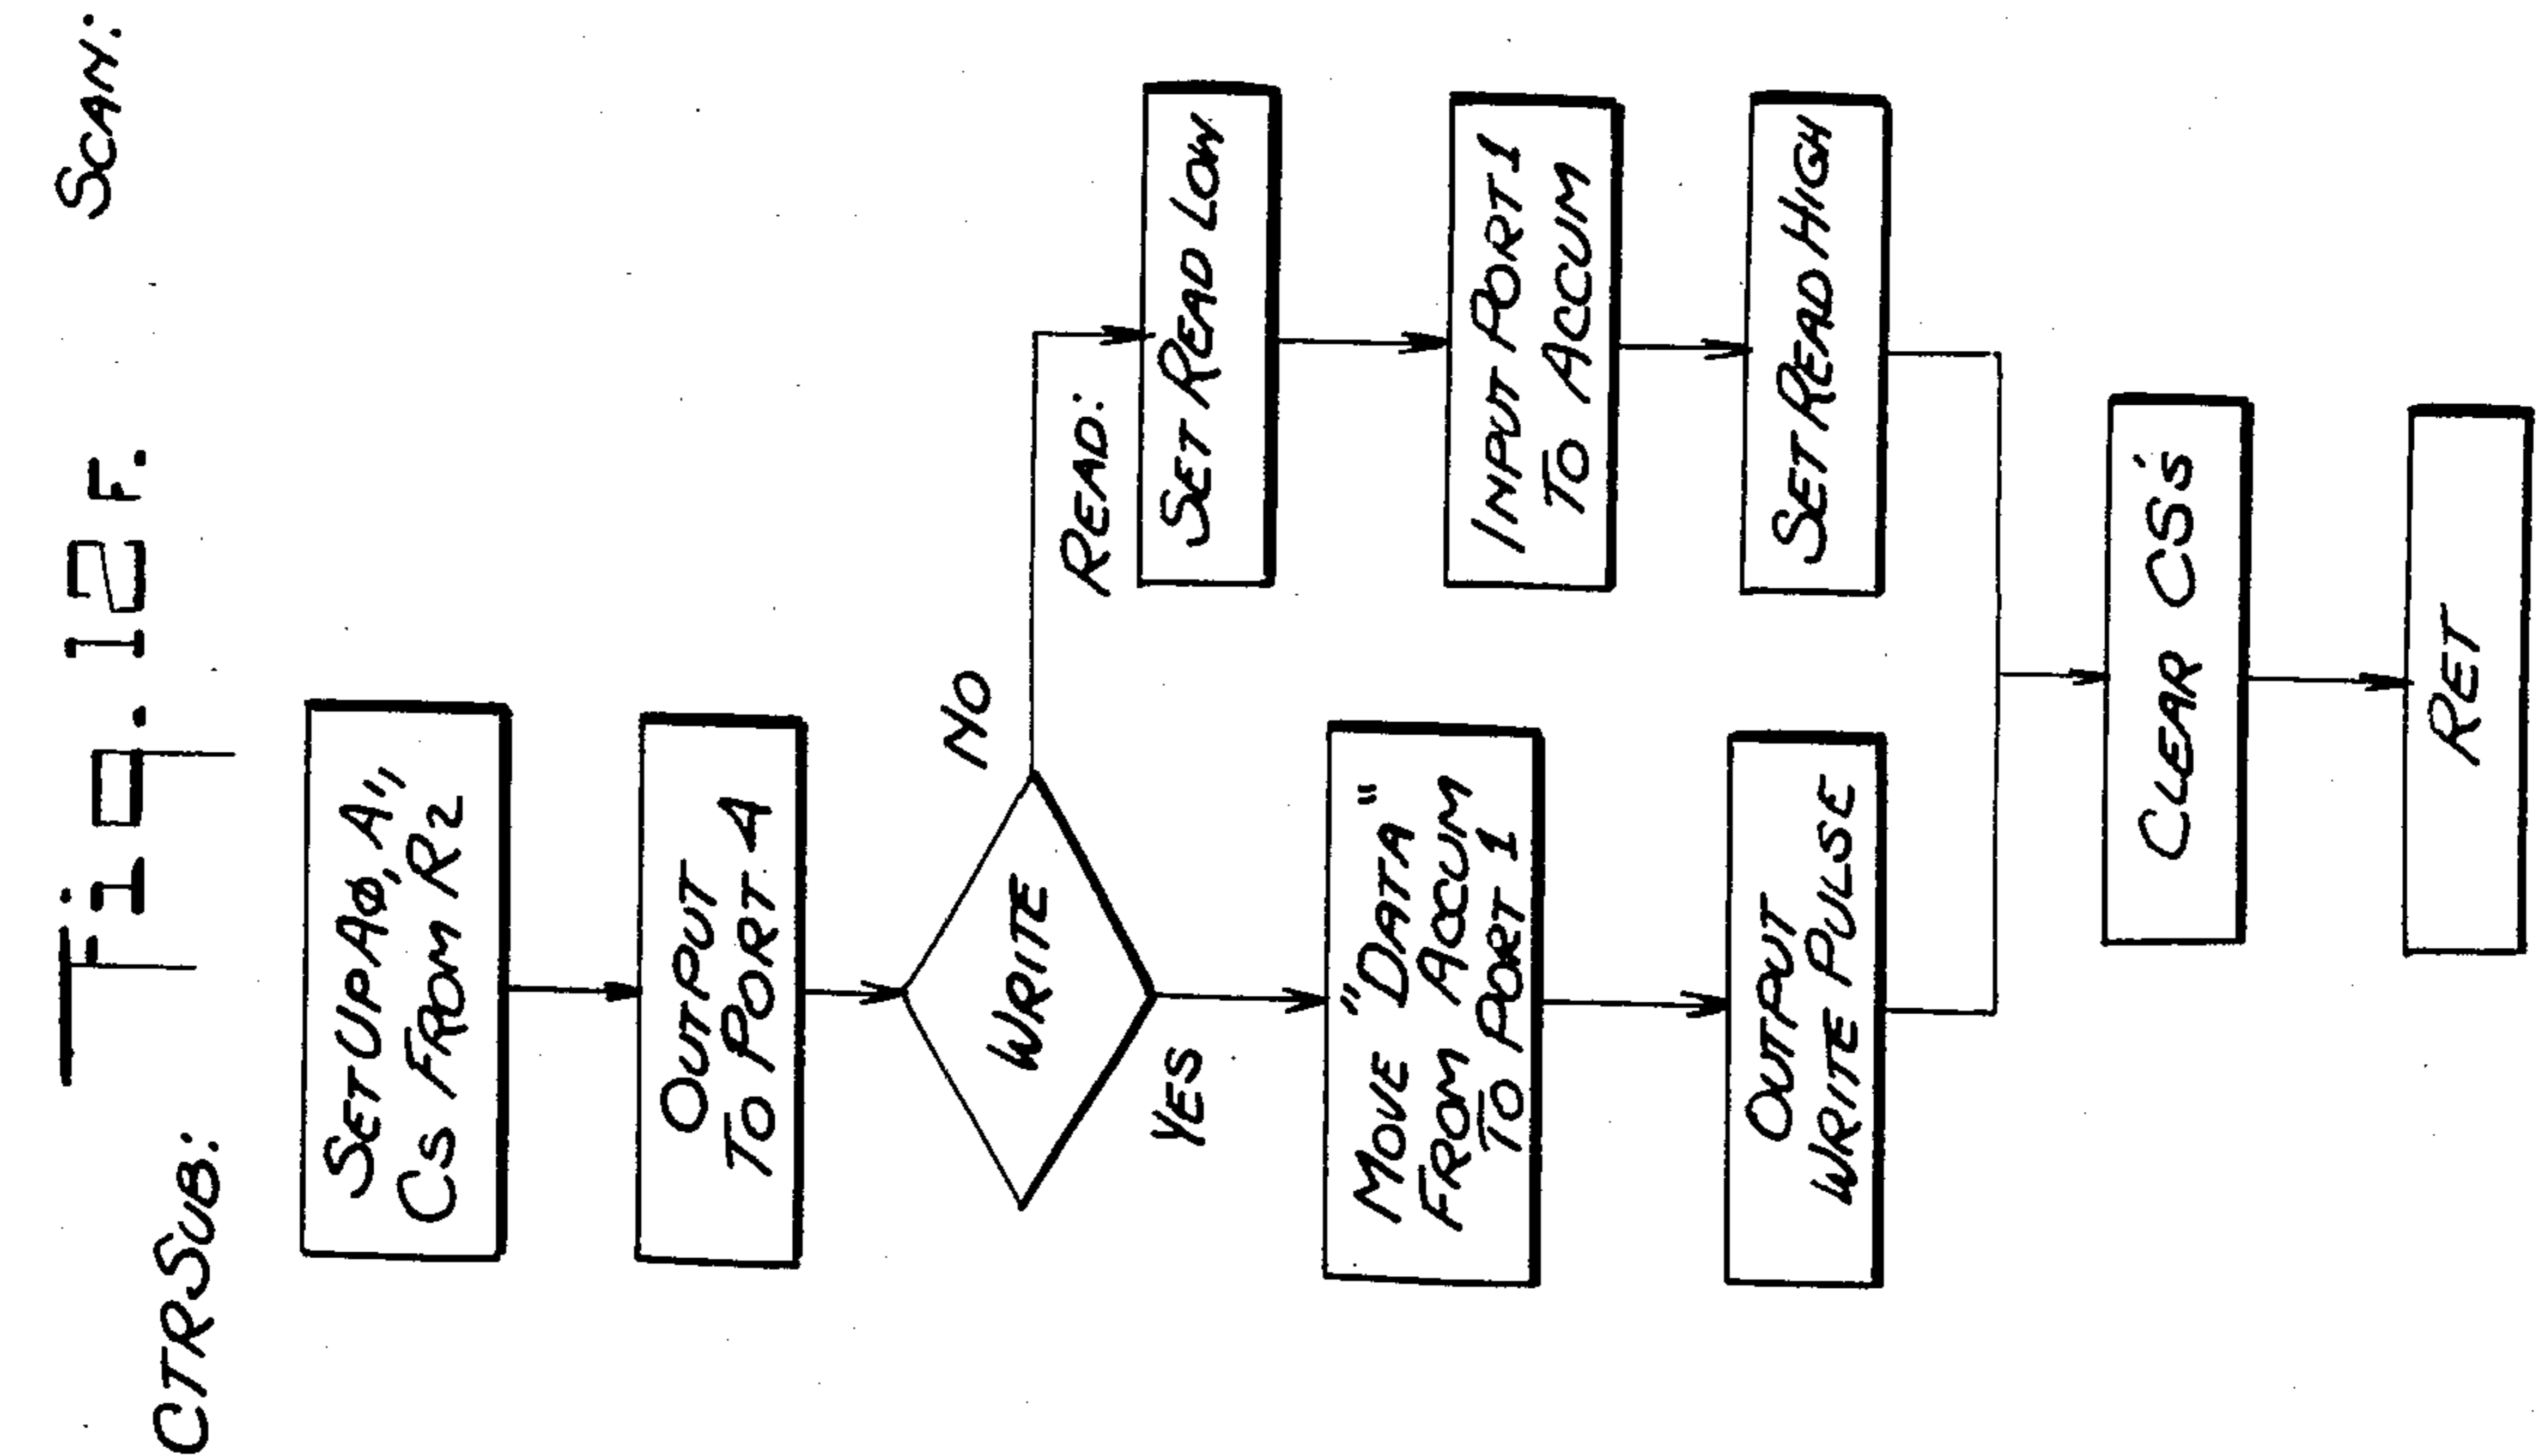 Fig. 12F.
SCAN:
CTRSUB:
SET UP AØ, A1,
CS FROM R2
OUTPUT
TO PORT 4
WRITE
NO
YES
READ:
MOVE "DATA"
FROM ACCUM
TO PORT 1
OUTPUT
WRITE PULSE
SET READ LOW
INPUT PORT 1
TO ACCUM
SET READ HIGH
CLEAR CS'S
RET